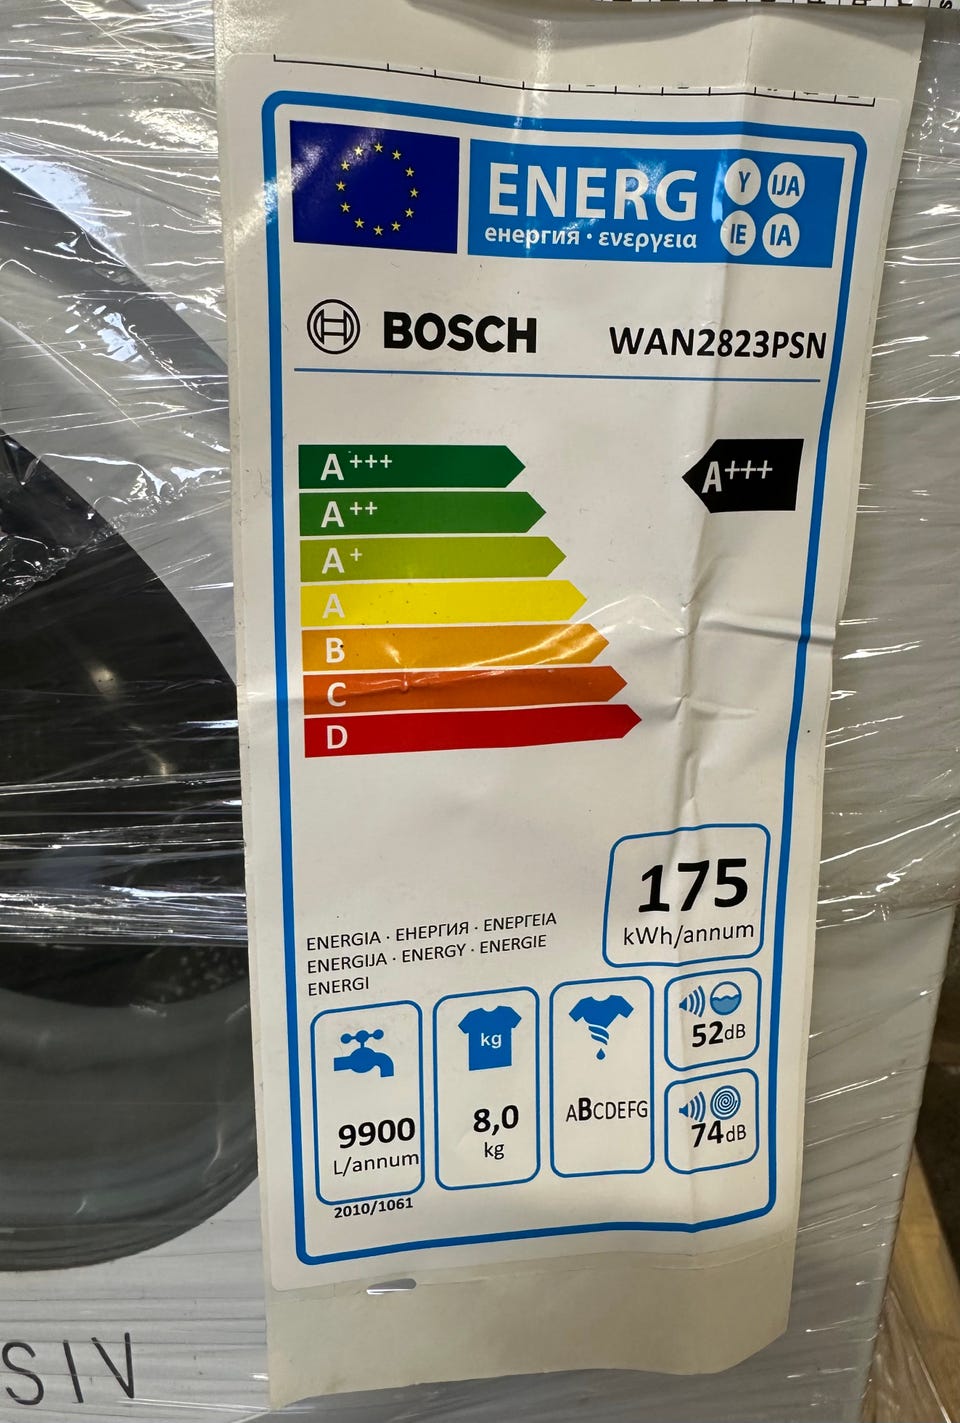 ENERG Y IJA
енергия · ενεργεια IE IA
BOSCH WAN2823PSN
A+++ A+++
A++
A+
A
B
C
D
175
kWh/annum
ENERGIA · ЕНЕРГИЯ · ΕΝΕΡΓΕΙΑ
ENERGIJA · ENERGY · ENERGIE
ENERGI
9900
L/annum
kg
8,0
kg
ABCDEFG
52dB
74dB
2010/1061
SIV